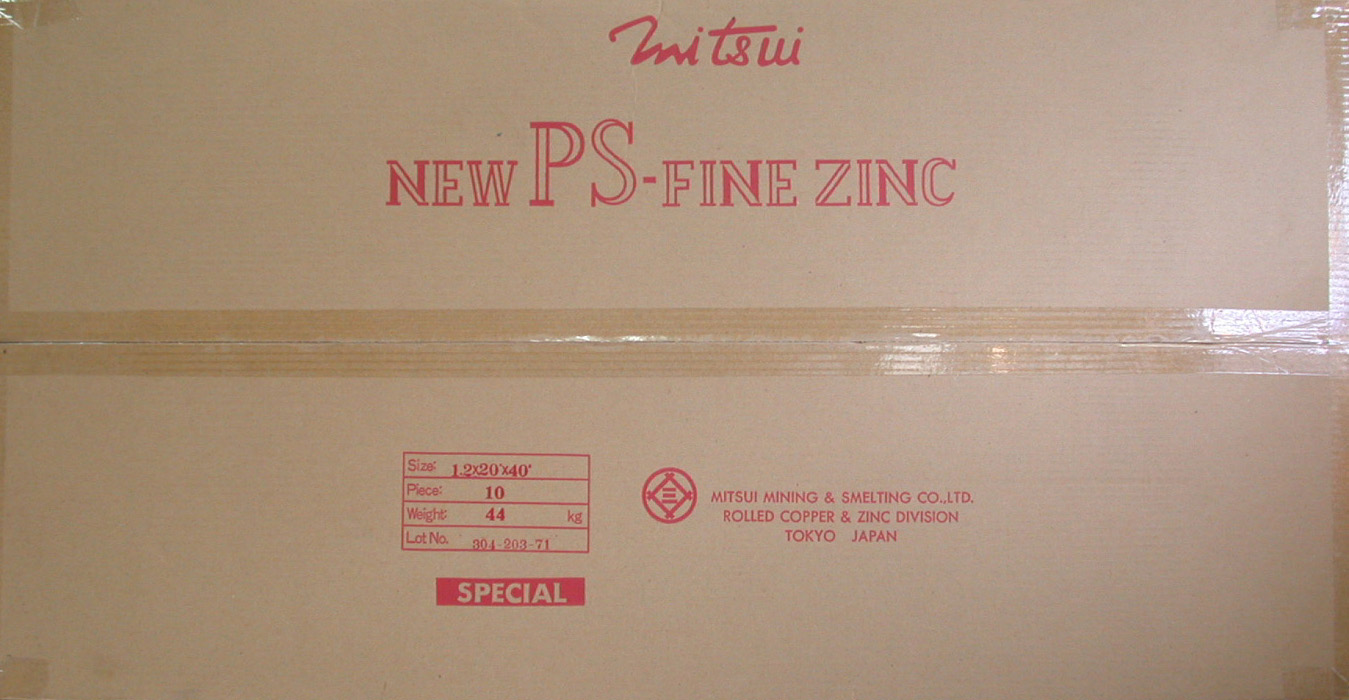 mitsui
NEW PS-FINE ZINC
Size: 1.2x20"x40"
Piece: 10
Weight: 44 kg
Lot No. 304-203-71
SPECIAL
三
MITSUI MINING & SMELTING CO.,LTD.
ROLLED COPPER & ZINC DIVISION
TOKYO JAPAN